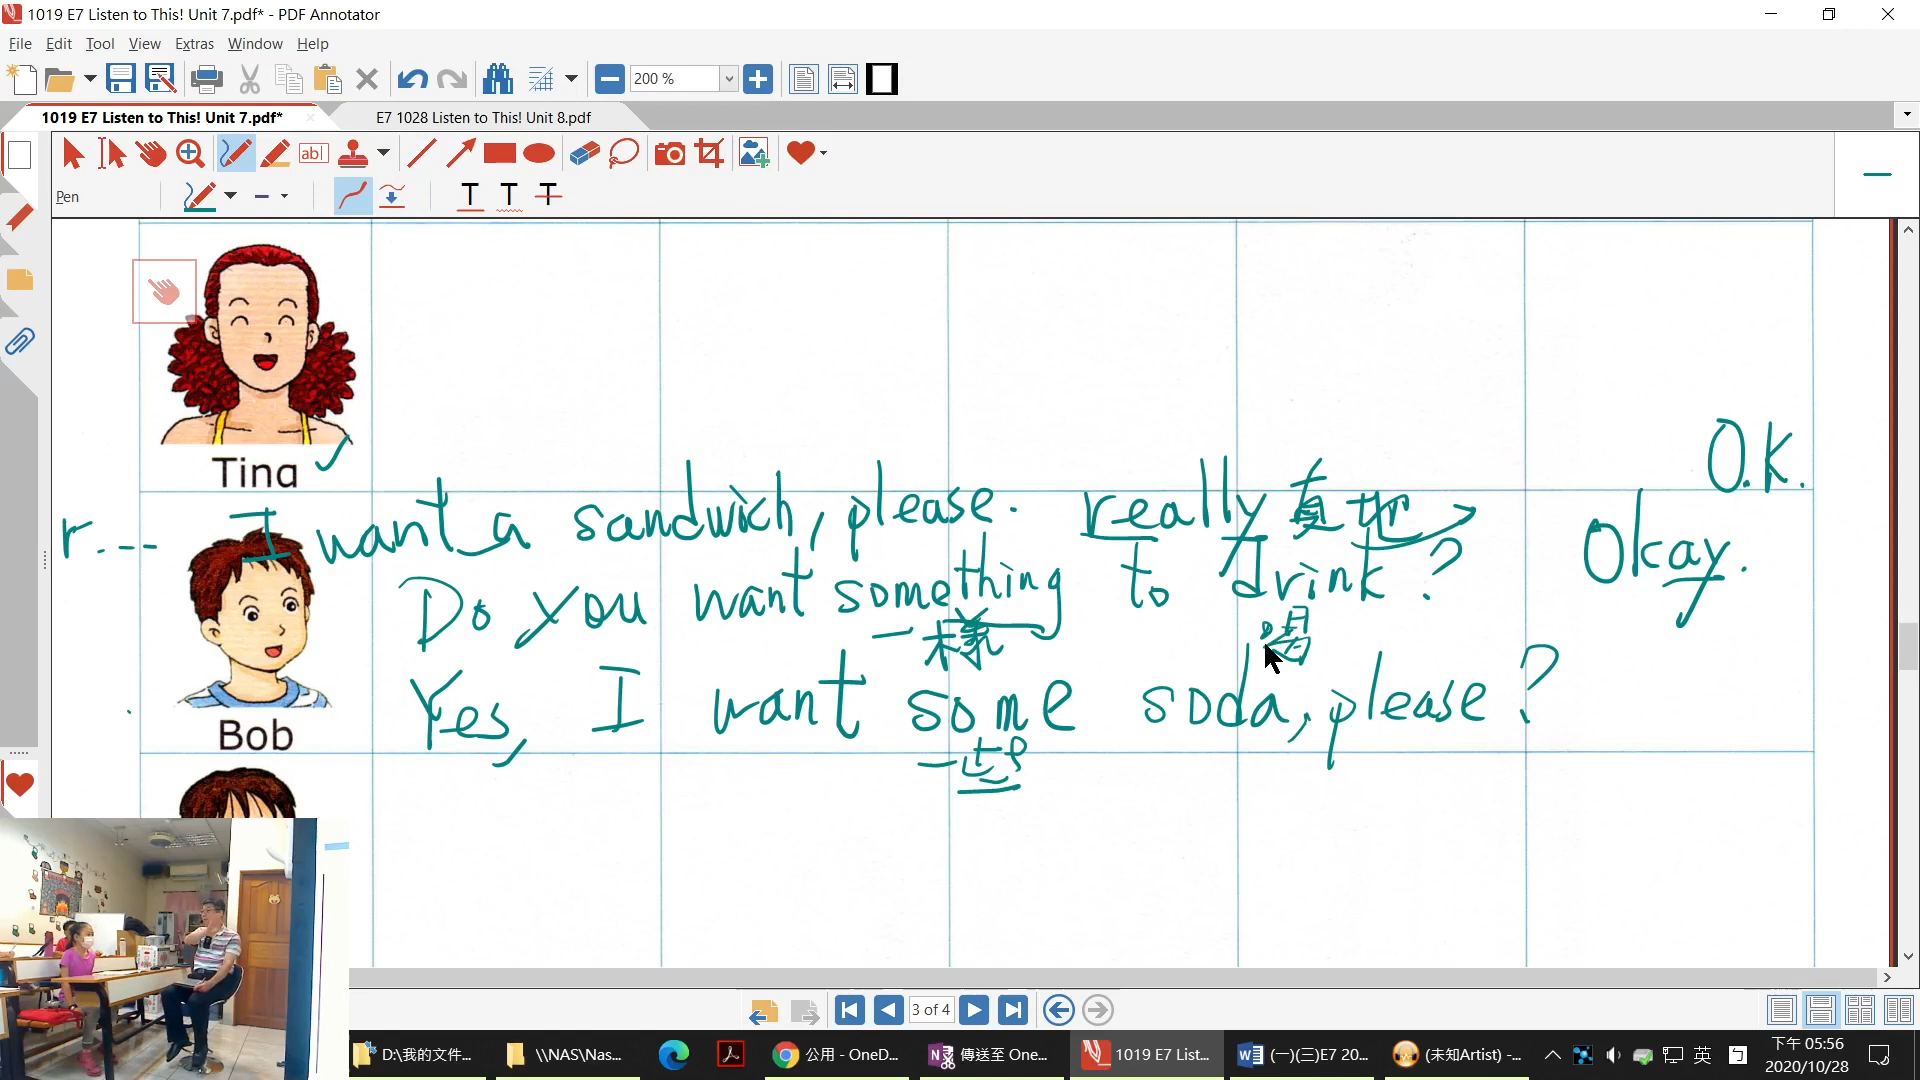 1019 E7 Listen to This! Unit 7.pdf* - PDF Annotator
File Edit Tool View Extras Window Help
200 %
1019 E7 Listen to This! Unit 7.pdf* E7 1028 Listen to This! Unit 8.pdf
ab|
Pen
T T T
Tina
O.K.
r... I want a sandwich, please. really 真地
Okay.
Do you want something to drink?
一樣 喝
Bob
Yes, I want some soda, please?
一些
3 of 4
D:\我的文件... \\NAS\Nas... 公用 - OneD... 傳送至 One... 1019 E7 List... (一)(三)E7 20... (未知Artist) -... 英 下午 05:56
2020/10/28